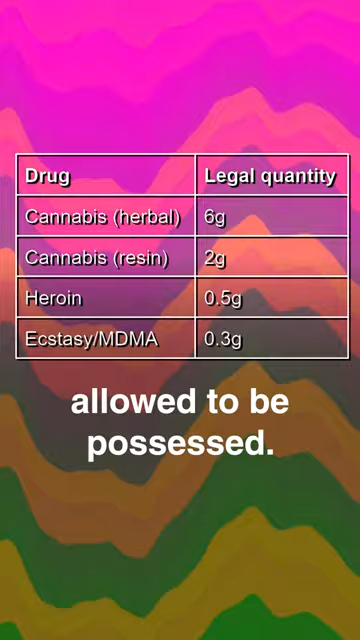 Drug Legal quantity
Cannabis (herbal) 6g
Cannabis (resin) 2g
Heroin 0.5g
Ecstasy/MDMA 0.3g
allowed to be
possessed.